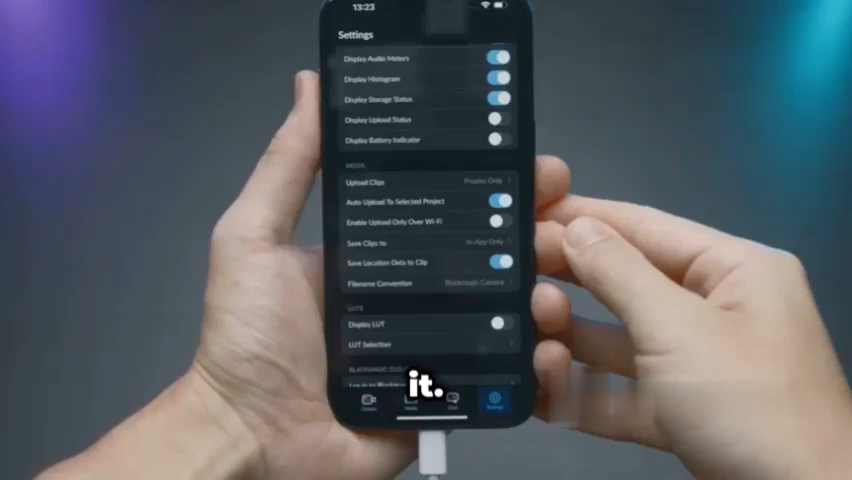 13:23
Settings
Display Audio Meters
Display Histogram
Display Storage Status
Display Upload Status
Display Battery Indicator
MEDIA
Upload Clips Proxies Only
Auto Upload To Selected Project
Enable Upload Only Over Wi-Fi
Save Clips to In-App Only
Save Location Data to Clip
Filename Convention Blackmagic Camera
LUTS
Display LUT
LUT Selection
BLACKMAGIC
it.
Camera Media Chat Settings